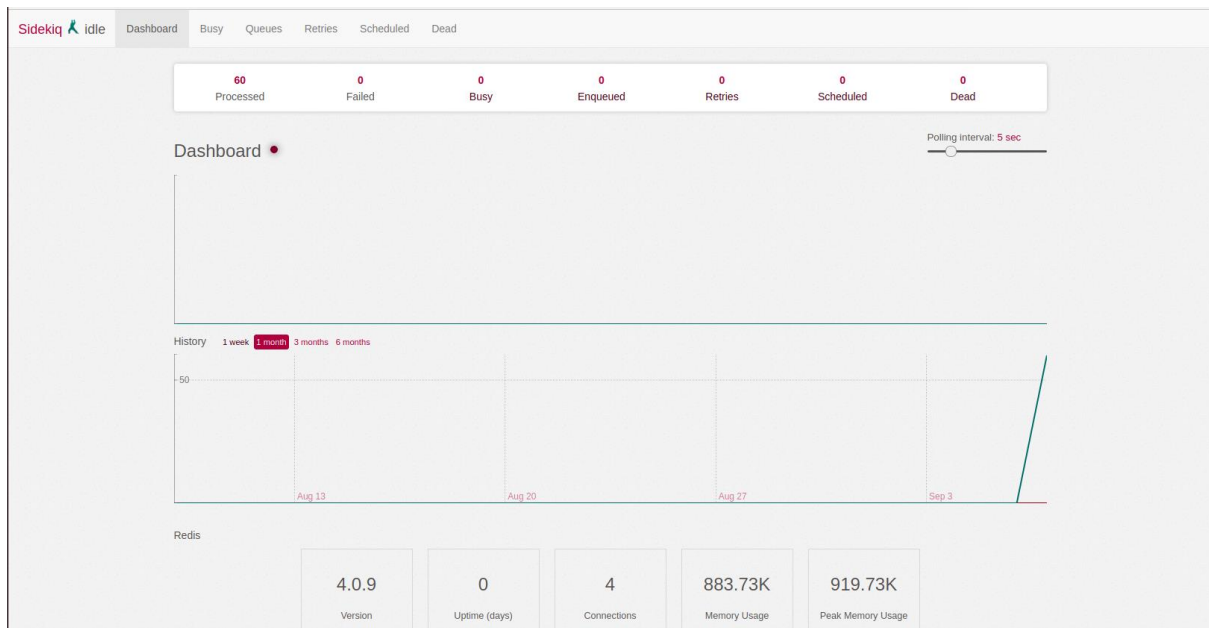 Sidekiq idle Dashboard Busy Queues Retries Scheduled Dead
60 0 0 0 0 0 0
Processed Failed Busy Enqueued Retries Scheduled Dead
Dashboard
Polling interval: 5 sec
History 1 week 1 month 3 months 6 months
50
Aug 13 Aug 20 Aug 27 Sep 3
Redis
4.0.9 0 4 883.73K 919.73K
Version Uptime (days) Connections Memory Usage Peak Memory Usage